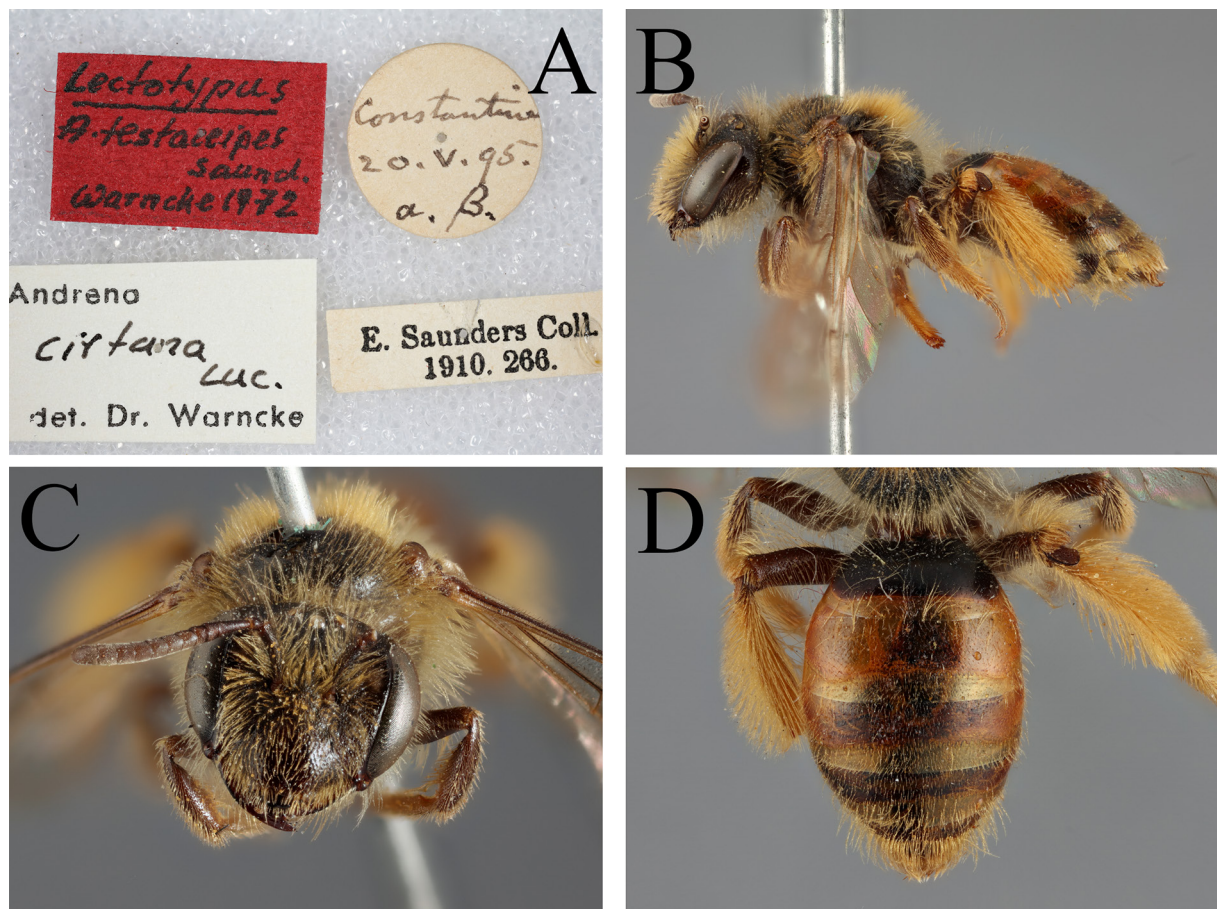 A
Lectotypus
A. testaceipes
Saund.
Warncke 1972
Constantine
20.V.95.
a. β.
Andrena
cirtana
Luc.
det. Dr. Warncke
E. Saunders Coll.
1910. 266.
B
C
D